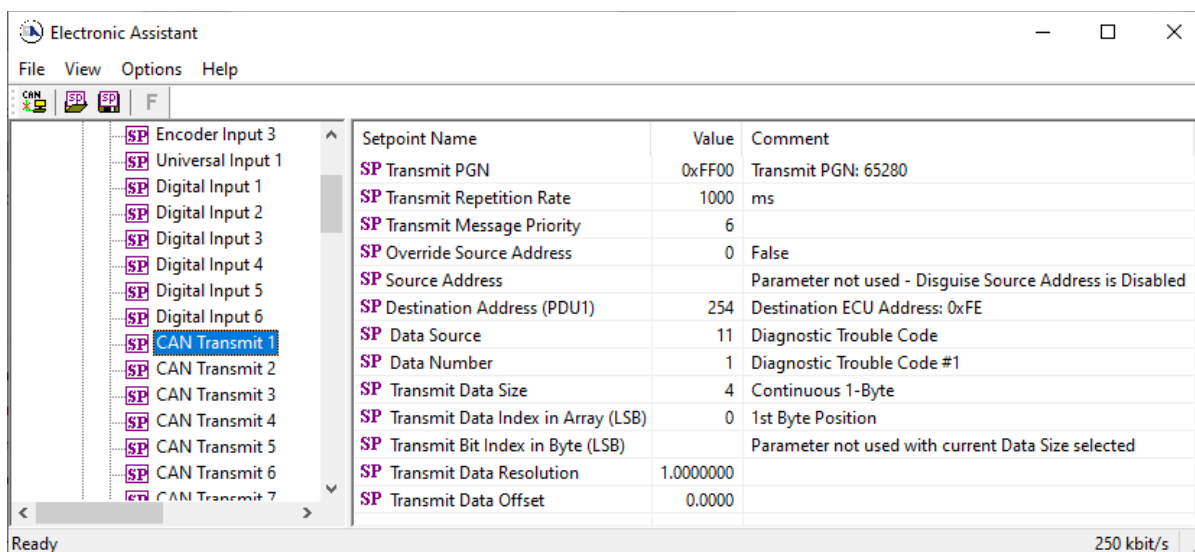 Electronic Assistant
File View Options Help
CAN SP SP F
SP Encoder Input 3
SP Universal Input 1
SP Digital Input 1
SP Digital Input 2
SP Digital Input 3
SP Digital Input 4
SP Digital Input 5
SP Digital Input 6
SP CAN Transmit 1
SP CAN Transmit 2
SP CAN Transmit 3
SP CAN Transmit 4
SP CAN Transmit 5
SP CAN Transmit 6
SP CAN Transmit 7
Setpoint Name Value Comment
SP Transmit PGN 0xFF00 Transmit PGN: 65280
SP Transmit Repetition Rate 1000 ms
SP Transmit Message Priority 6
SP Override Source Address 0 False
SP Source Address Parameter not used - Disguise Source Address is Disabled
SP Destination Address (PDU1) 254 Destination ECU Address: 0xFE
SP Data Source 11 Diagnostic Trouble Code
SP Data Number 1 Diagnostic Trouble Code #1
SP Transmit Data Size 4 Continuous 1-Byte
SP Transmit Data Index in Array (LSB) 0 1st Byte Position
SP Transmit Bit Index in Byte (LSB) Parameter not used with current Data Size selected
SP Transmit Data Resolution 1.0000000
SP Transmit Data Offset 0.0000
Ready 250 kbit/s